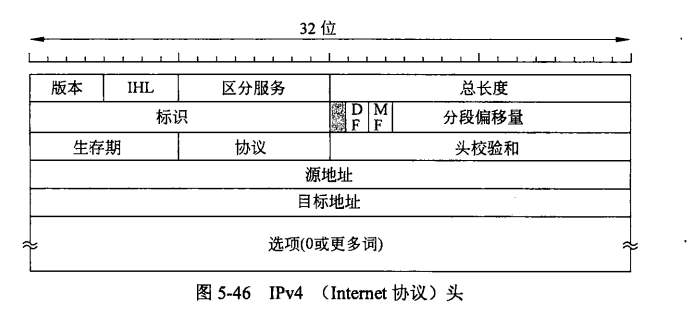 32 位
版本 IHL 区分服务 总长度
标识 DF MF 分段偏移量
生存期 协议 头校验和
源地址
目标地址
选项(0或更多词)
图 5-46 IPv4 （Internet 协议）头